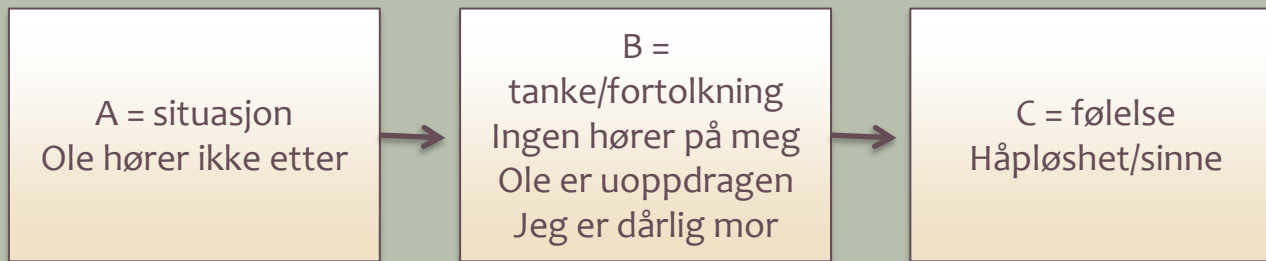 A = situasjon
Ole hører ikke etter
B =
tanke/fortolkning
Ingen hører på meg
Ole er uoppdragen
Jeg er dårlig mor
C = følelse
Håpløshet/sinne